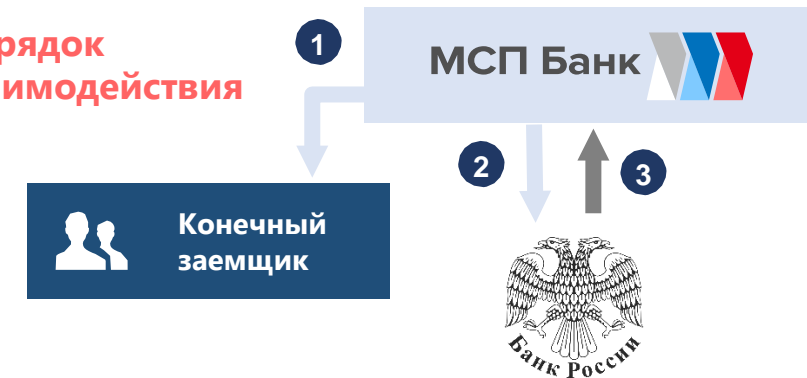 рядок
имодействия
1
МСП Банк
2
3
Конечный
заемщик
Банк России